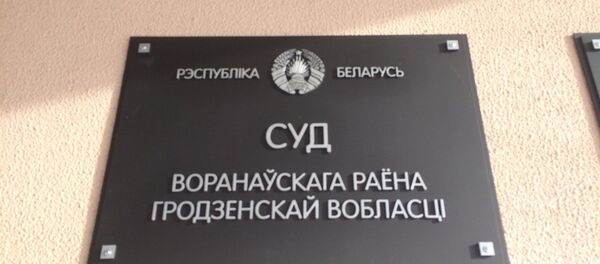 РЭСПУБЛІКА БЕЛАРУСЬ
СУД
ВОРАНАЎСКАГА РАЁНА
ГРОДЗЕНСКАЙ ВОБЛАСЦІ